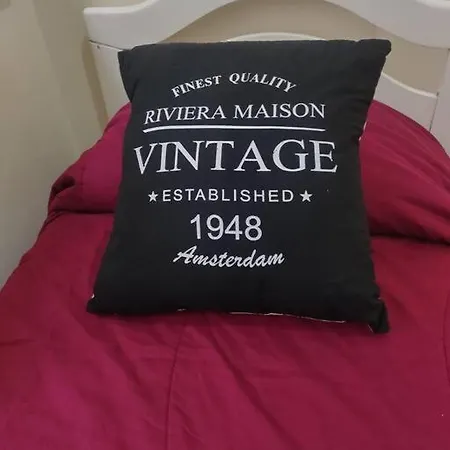 FINEST QUALITY
RIVIERA MAISON
VINTAGE
★ESTABLISHED★
1948
Amsterdam